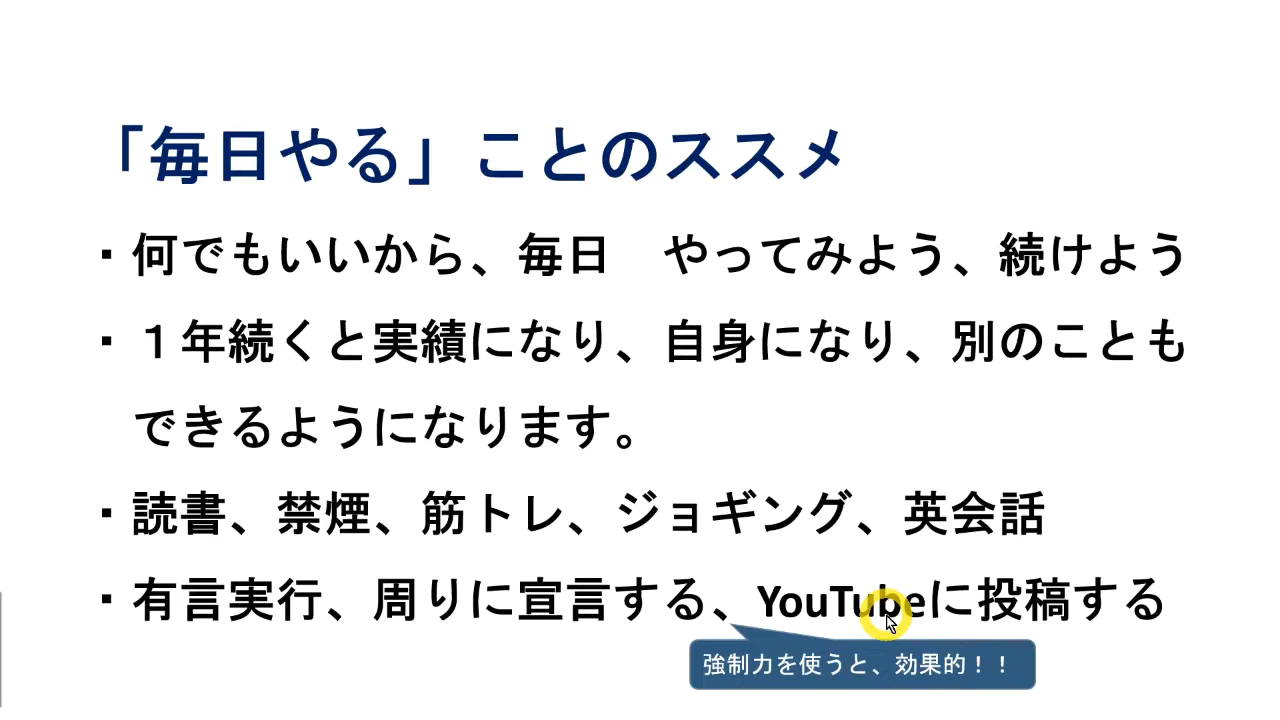 「毎日やる」ことのススメ
・何でもいいから、毎日　やってみよう、続けよう
・１年続くと実績になり、自身になり、別のことも
できるようになります。
・読書、禁煙、筋トレ、ジョギング、英会話
・有言実行、周りに宣言する、YouTubeに投稿する
強制力を使うと、効果的！！